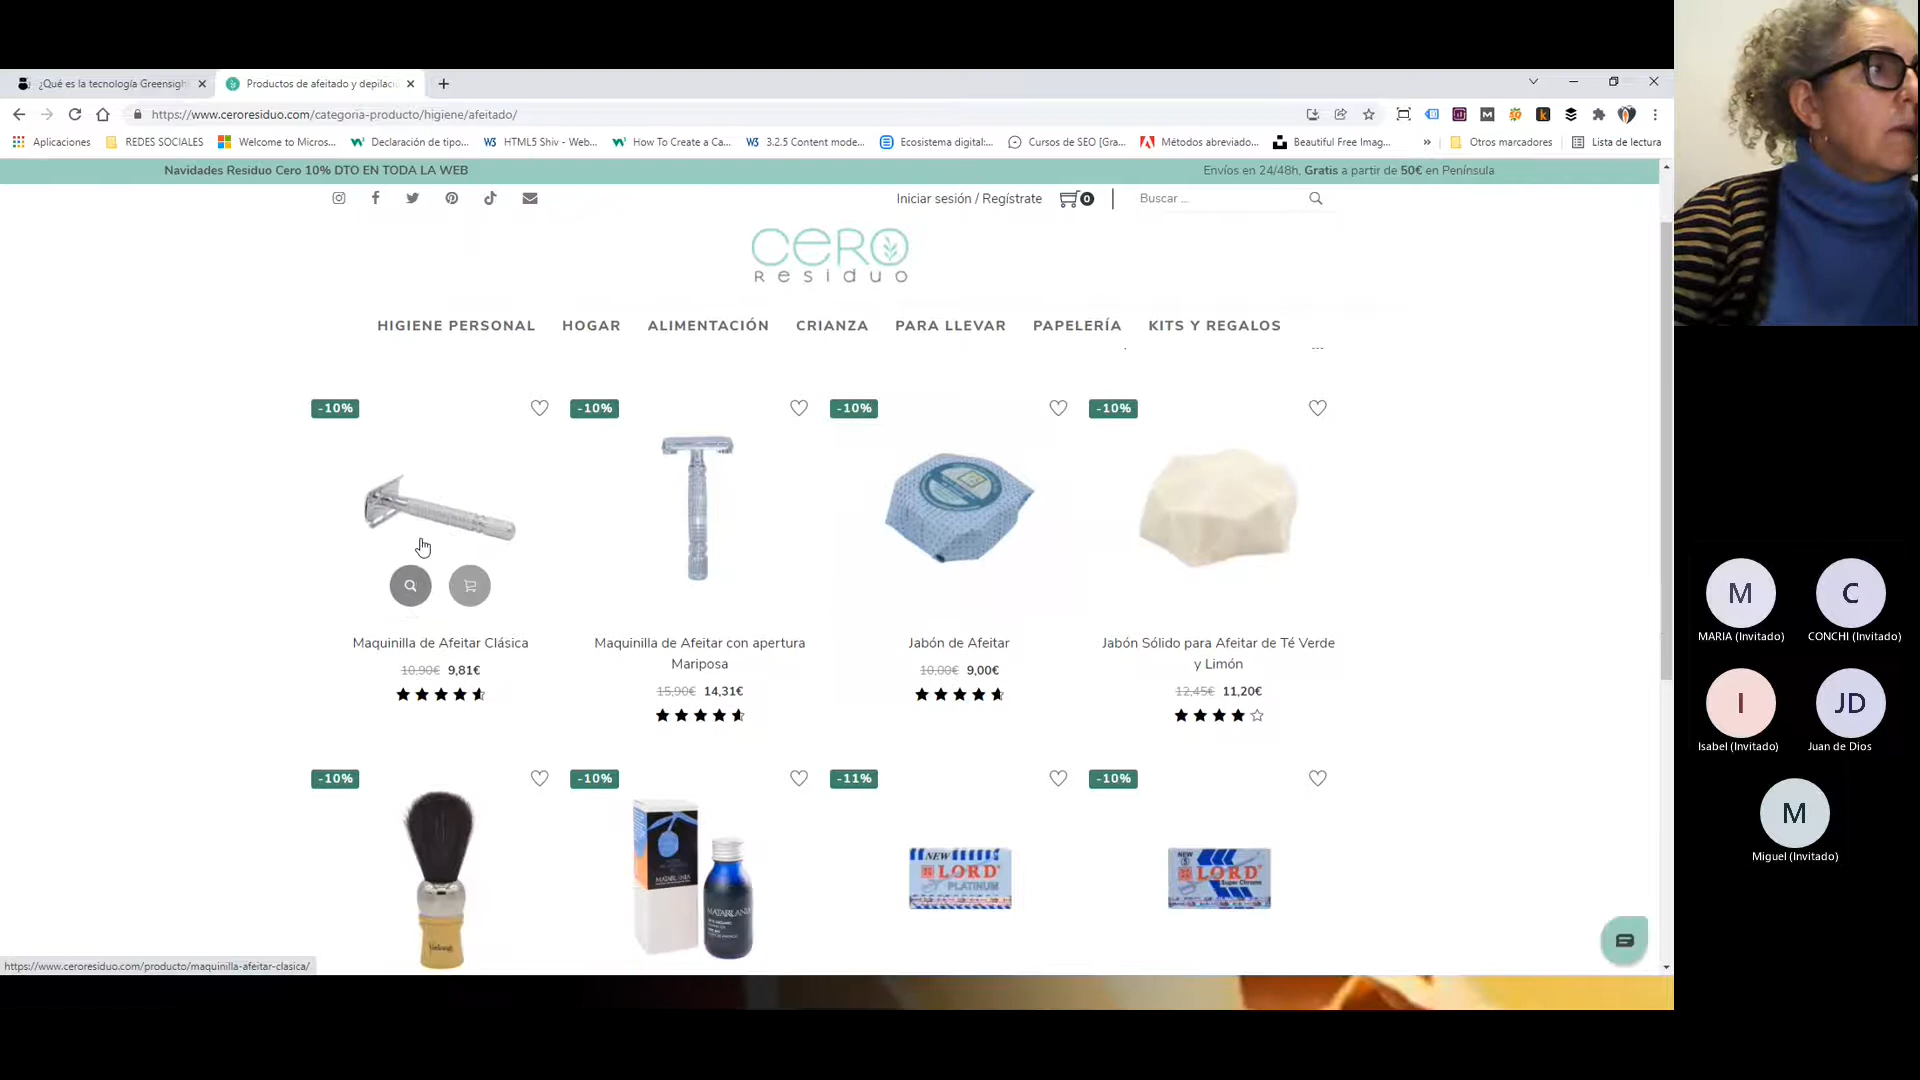 ¿Qué es la tecnología Greensigh
Productos de afeitado y depilaci
https://www.ceroresiduo.com/categoria-producto/higiene/afeitado/
Aplicaciones
REDES SOCIALES
Welcome to Micros...
Declaración de tipo...
HTML5 Shiv - Web...
How To Create a Ca...
3.2.5 Content mode...
Ecosistema digital:...
Cursos de SEO [Gra...
Métodos abreviado...
Beautiful Free Imag...
»
Otros marcadores
Lista de lectura
Navidades Residuo Cero 10% DTO EN TODA LA WEB
Envíos en 24/48h, Gratis a partir de 50€ en Península
Iniciar sesión / Regístrate
0
Buscar ...
CERO
Residuo
HIGIENE PERSONAL
HOGAR
ALIMENTACIÓN
CRIANZA
PARA LLEVAR
PAPELERÍA
KITS Y REGALOS
-10%
-10%
-10%
-10%
Maquinilla de Afeitar Clásica
10,90€ 9,81€
Maquinilla de Afeitar con apertura
Mariposa
15,90€ 14,31€
Jabón de Afeitar
10,00€ 9,00€
Jabón Sólido para Afeitar de Té Verde
y Limón
12,45€ 11,20€
-10%
-10%
-11%
-10%
MATARRANIA
MATARRANIA
NEW
LORD
PLATINUM
NEW
LORD
Super Chrome
https://www.ceroresiduo.com/producto/maquinilla-afeitar-clasica/
M
MARIA (Invitado)
C
CONCHI (Invitado)
I
Isabel (Invitado)
JD
Juan de Dios
M
Miguel (Invitado)